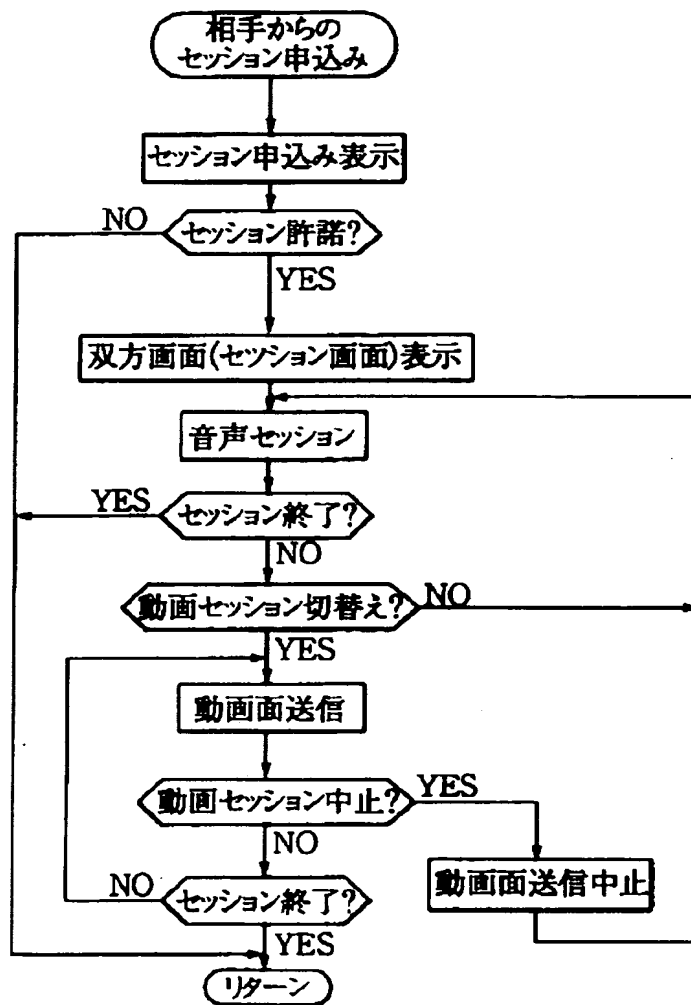 相手からの
セッション申込み
セッション申込み表示
NO
セッション許諾?
YES
双方画面(セツション画面)表示
音声セッション
YES
セッション終了?
NO
動画セッション切替え?
NO
YES
動画面送信
動画セッション中止?
YES
NO
動画面送信中止
NO
セッション終了?
YES
リターン